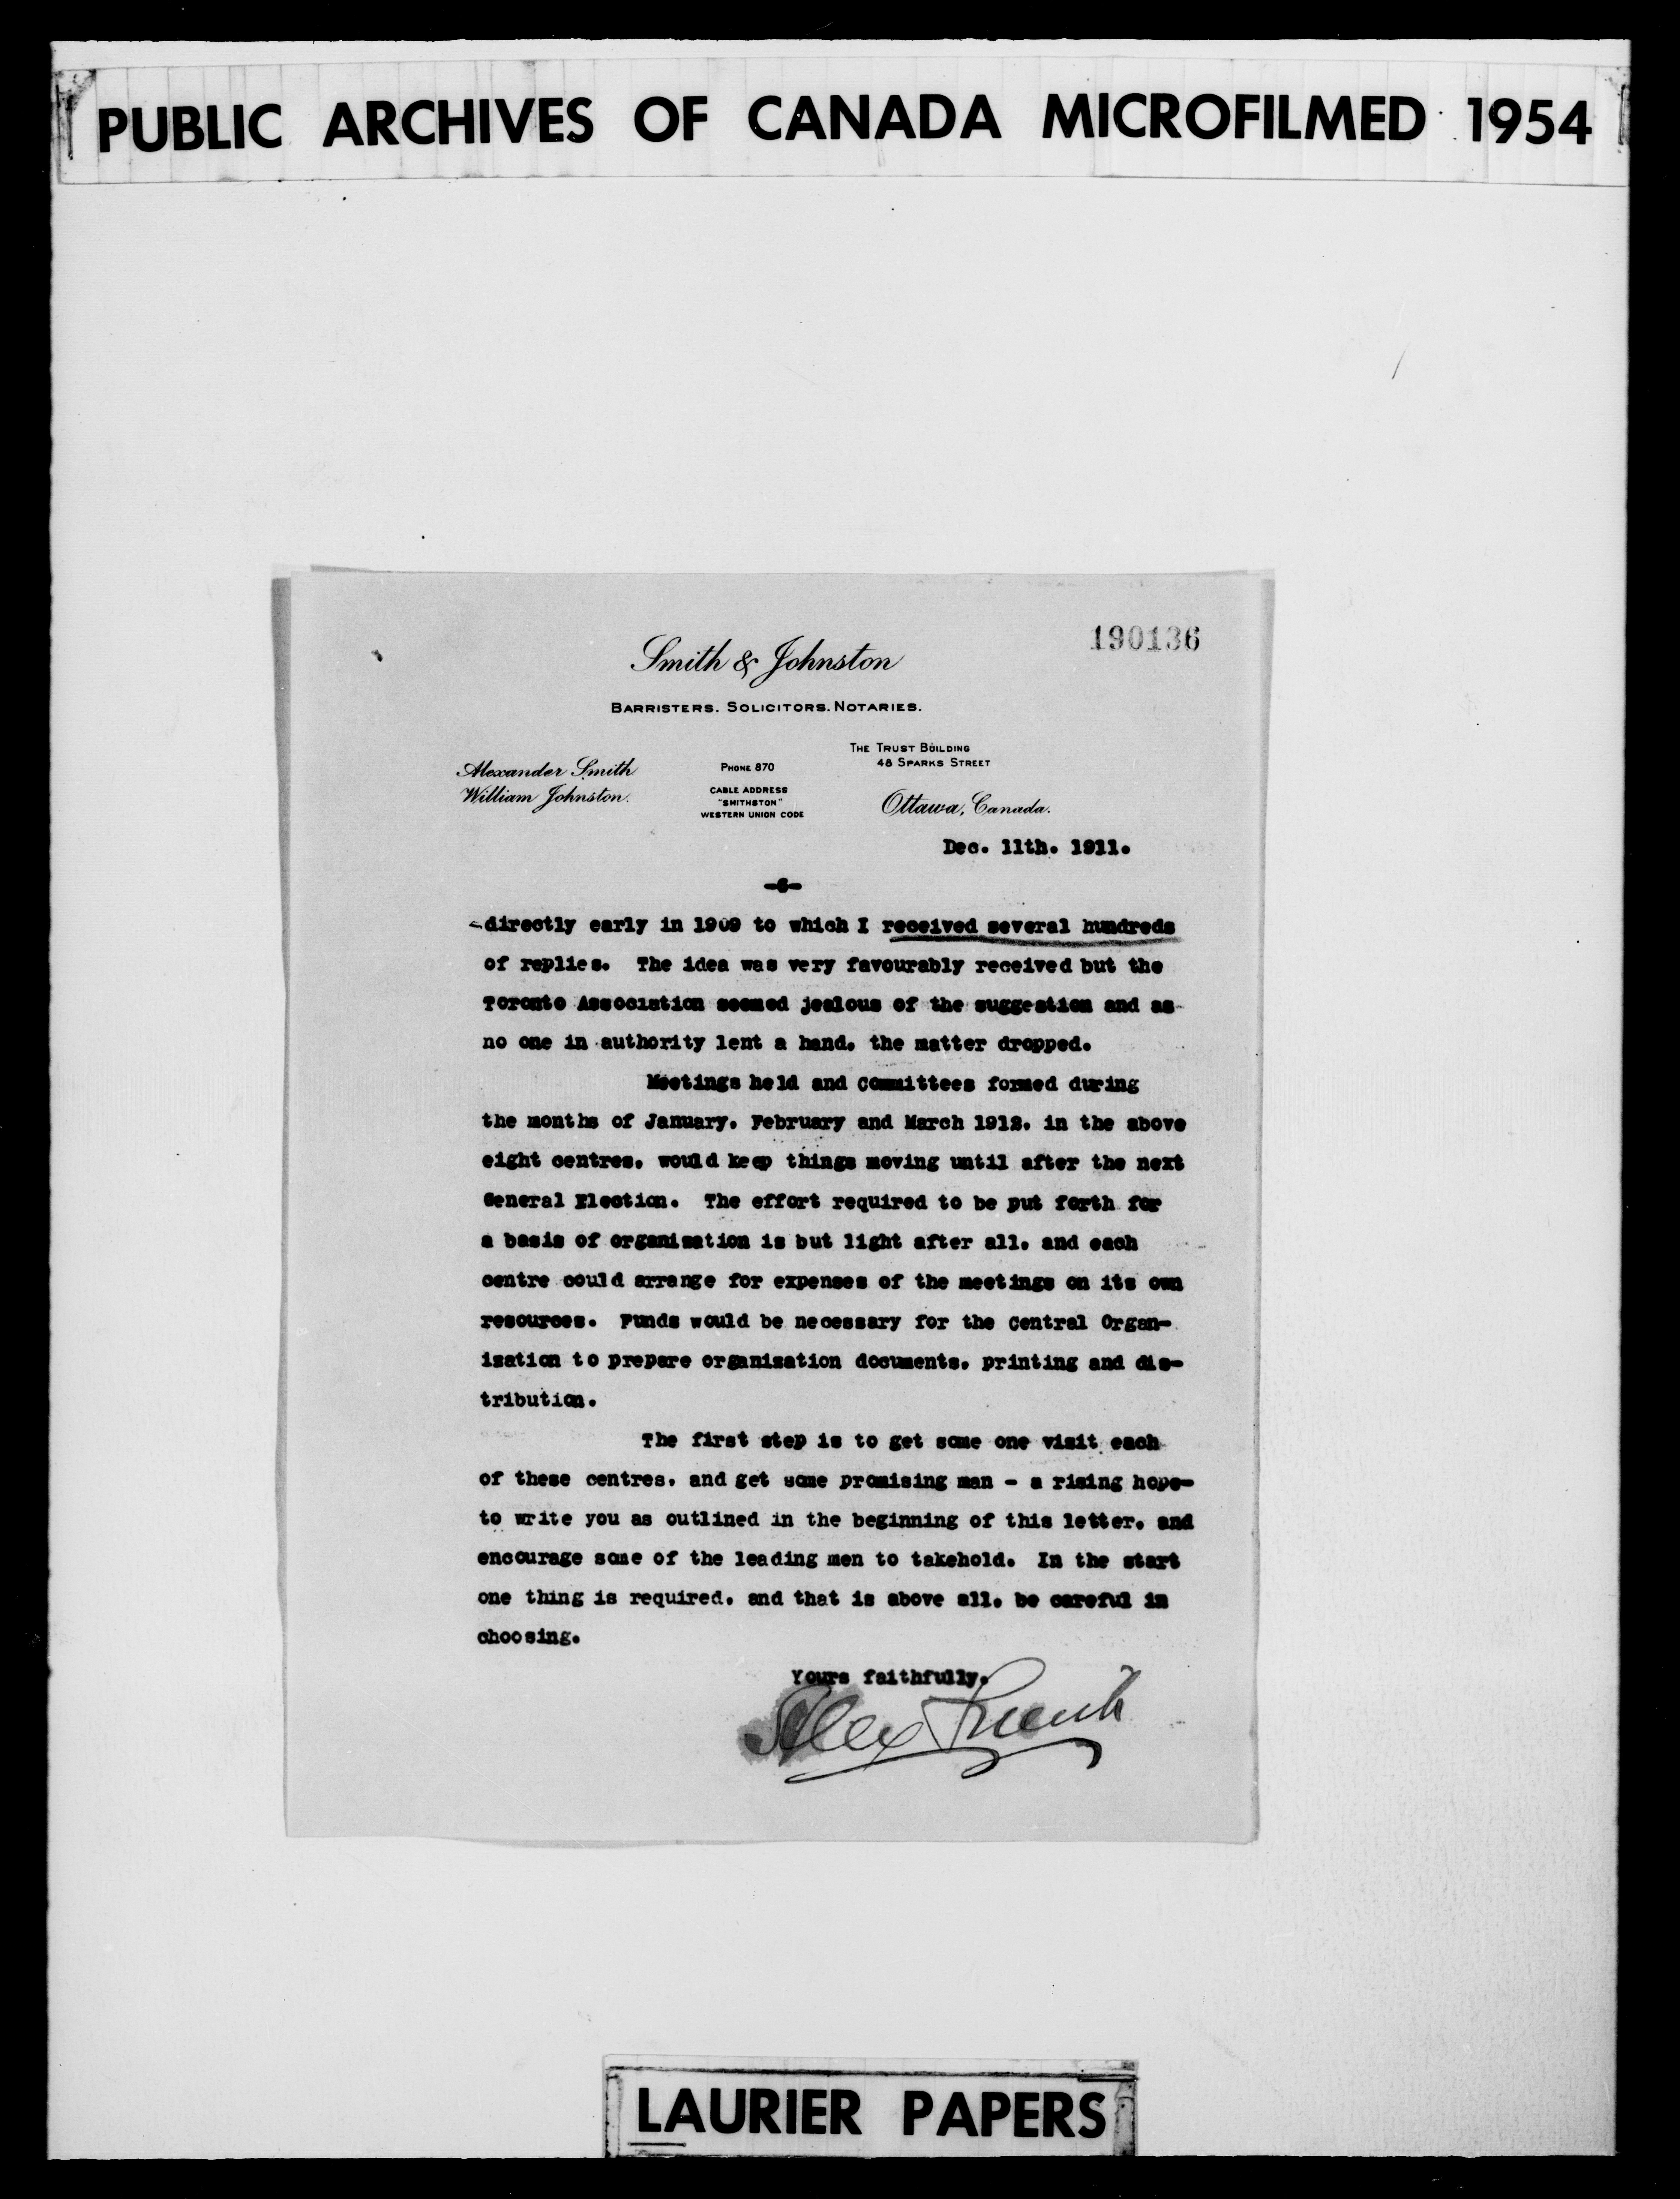 PUBLIC ARCHIVES OF CANADA MICROFILMED 1954
190136
Smith & Johnston
BARRISTERS. SOLICITORS. NOTARIES.
Alexander Smith
William Johnston.
PHONE 870
CABLE ADDRESS
"SMITHSTON"
WESTERN UNION CODE
THE TRUST BUILDING
48 SPARKS STREET
Ottawa, Canada.
Dec. 11th. 1911.
-6-
directly early in 1909 to which I received several hundreds
of replies. The idea was very favourably received but the
Toronto Association seemed jealous of the suggestion and as
no one in authority lent a hand, the matter dropped.
Meetings held and committees formed during
the months of January, February and March 1912, in the above
eight centres, would keep things moving until after the next
General Election. The effort required to be put forth for
a basis of organization is but light after all, and each
centre could arrange for expenses of the meetings on its own
resources. Funds would be necessary for the Central Organ-
ization to prepare organization documents, printing and dis-
tribution.
The first step is to get some one visit each
of these centres, and get some promising man - a rising hope-
to write you as outlined in the beginning of this letter, and
encourage some of the leading men to takehold. In the start
one thing is required, and that is above all, be careful in
choosing.
Yours faithfully,
Alex Smith
LAURIER PAPERS